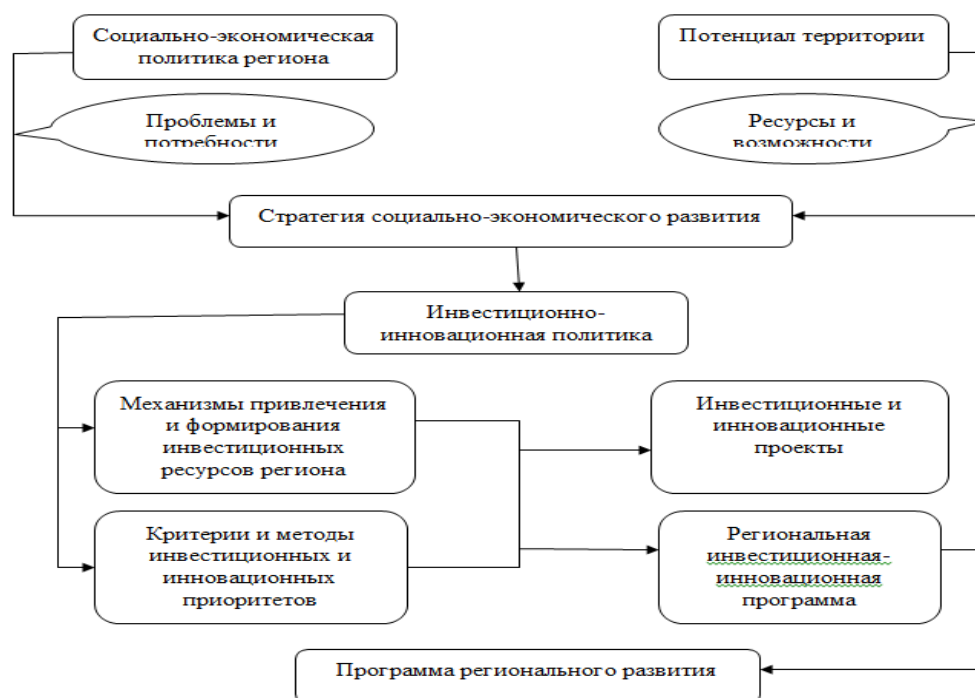 Социально-экономическая
политика региона
Потенциал территории
Проблемы и
потребности
Ресурсы и
возможности
Стратегия социально-экономического развития
Инвестиционно-
инновационная политика
Механизмы привлечения
и формирования
инвестиционных
ресурсов региона
Инвестиционные и
инновационные
проекты
Критерии и методы
инвестиционных и
инновационных
приоритетов
Региональная
инвестиционная-
инновационная
программа
Программа регионального развития